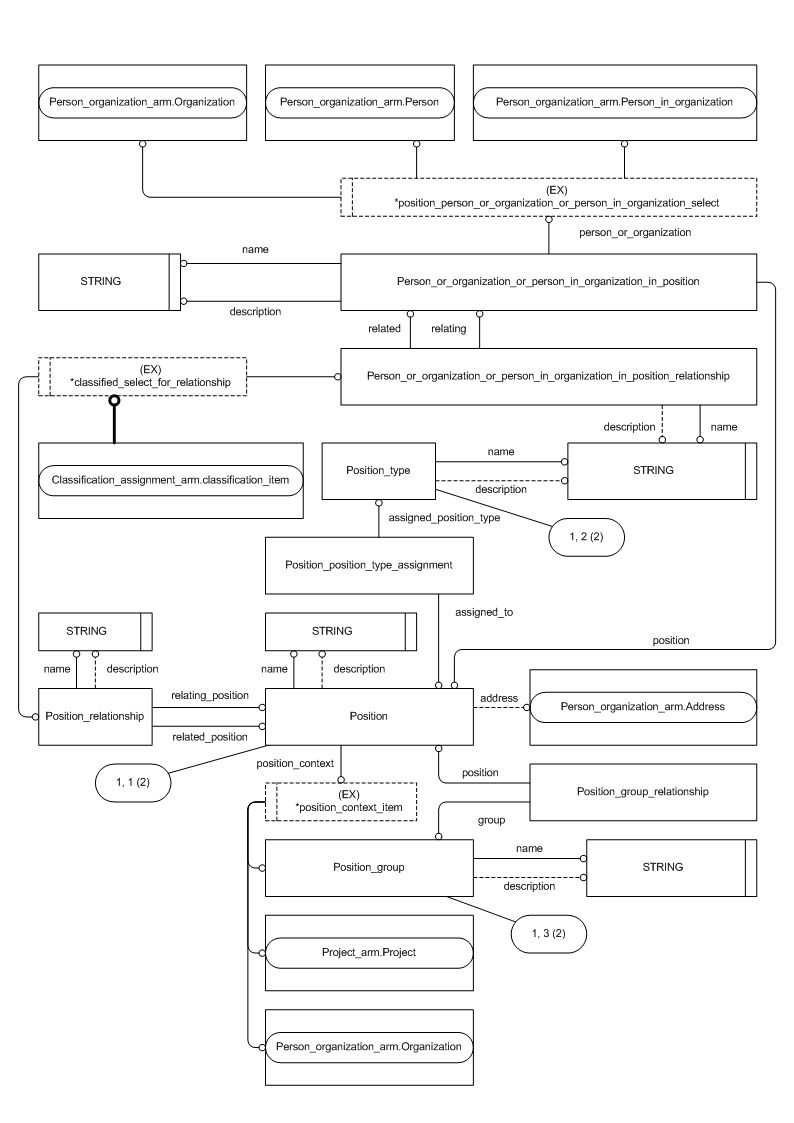 Person_organization_arm.Organization
Person_organization_arm.Person
Person_organization_arm.Person_in_organization
(EX)
*position_person_or_organization_or_person_in_organization_select
person_or_organization
name
STRING
Person_or_organization_or_person_in_organization_in_position
description
related
relating
(EX)
*classified_select_for_relationship
Person_or_organization_or_person_in_organization_in_position_relationship
description
name
Classification_assignment_arm.classification_item
Position_type
name
description
STRING
assigned_position_type
1, 2 (2)
Position_position_type_assignment
assigned_to
STRING
STRING
position
name
description
name
description
Position_relationship
relating_position
related_position
Position
address
Person_organization_arm.Address
1, 1 (2)
position_context
(EX)
*position_context_item
position
Position_group_relationship
group
Position_group
name
description
STRING
1, 3 (2)
Project_arm.Project
Person_organization_arm.Organization